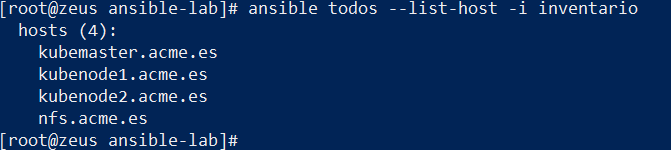 [root@zeus ansible-lab]# ansible todos --list-host -i inventario
  hosts (4):
    kubemaster.acme.es
    kubenode1.acme.es
    kubenode2.acme.es
    nfs.acme.es
[root@zeus ansible-lab]#